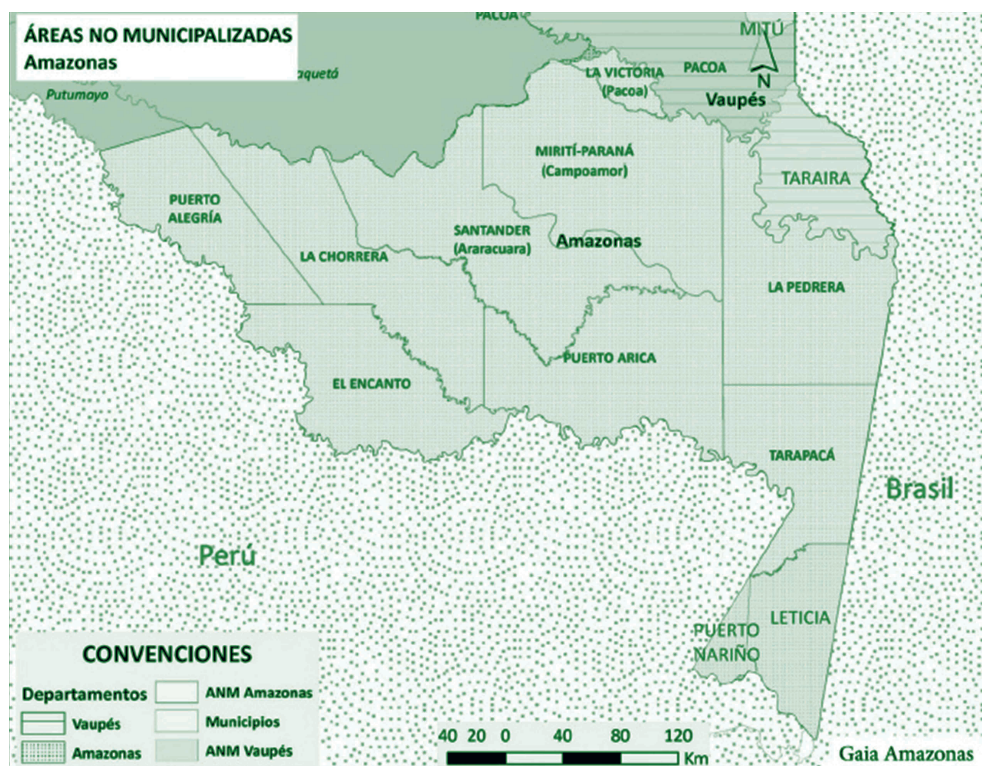 ÁREAS NO MUNICIPALIZADAS
Amazonas
PACOA
MITÚ
N
aquetá
Putumayo
LA VICTORIA
(Pacoa)
PACOA
Vaupés
MIRITÍ-PARANÁ
(Campoamor)
TARAIRA
PUERTO
ALEGRÍA
SANTANDER
(Araracuara)
Amazonas
LA CHORRERA
LA PEDRERA
PUERTO ARICA
EL ENCANTO
TARAPACÁ
Brasil
Perú
LETICIA
PUERTO
NARIÑO
CONVENCIONES
Departamentos
Vaupés
Amazonas
ANM Amazonas
Municipios
ANM Vaupés
40 20 0 40 80 120
Km
Gaia Amazonas